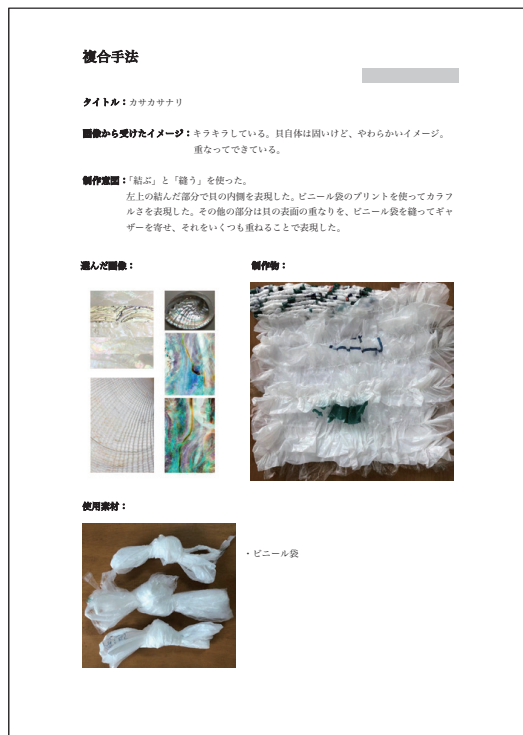 複合手法
タイトル：カサカサナリ
画像から受けたイメージ：キラキラしている。貝自体は固いけど、やわらかいイメージ。
重なってできている。
制作意図：「結ぶ」と「縫う」を使った。
左上の結んだ部分で貝の内側を表現した。ビニール袋のプリントを使ってカラフ
ルさを表現した。その他の部分は貝の表面の重なりを、ビニール袋を縫ってギャ
ザーを寄せ、それをいくつも重ねることで表現した。
選んだ画像：
制作物：
使用素材：
・ビニール袋